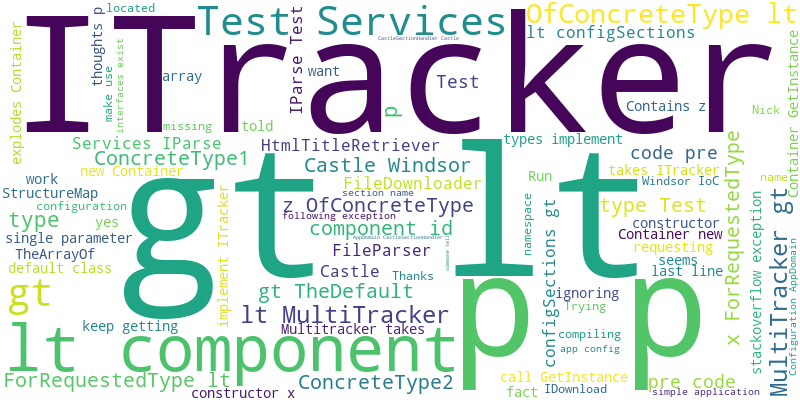 located
Test Services
OfConcreteType lt
thoughts p
CastleSectionHandler Castle
lt configSections
ITracker
explodes Container
make use
interfaces exist
array
IParse Test
want
Test
p
Contains z
Container GetInstance
missing
told
Nick
Services IParse
HtmlTitleRetriever
types implement
code pre
ConcreteType1
gt lt
new Container
Castle Windsor
takes ITracker
work
StructureMap
FileDownloader
Run
Windsor IoC
name
configuration
section name
z OfConcreteType
type Test
yes
type
following exception
component id
namespace
constructor
single parameter
implement ITracker
Container new
x ForRequestedType
TheArrayOf
FileParser
requesting
default class
Castle
seems
last line
Thanks
configSections gt
gt
gt TheDefault
ignoring
stackoverflow exception
MultiTracker gt
Configuration AppDomain
lt MultiTracker
Trying
p p
keep getting
Multitracker takes
compiling
lt component
app config
ForRequestedType lt
ConcreteType2
call GetInstance
pre code
constructor x
fact
IDownload
simple application